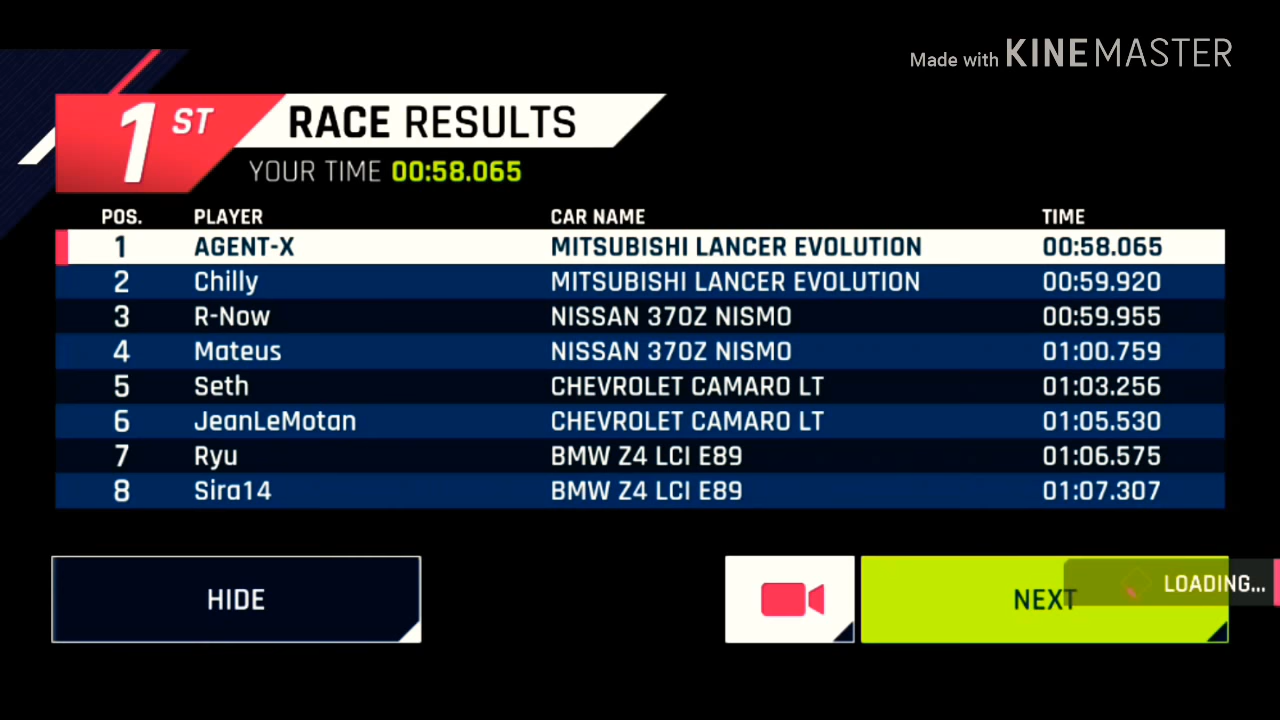 Made with KINEMASTER
1ST RACE RESULTS
YOUR TIME 00:58.065
POS. PLAYER CAR NAME TIME
1 AGENT-X MITSUBISHI LANCER EVOLUTION 00:58.065
2 Chilly MITSUBISHI LANCER EVOLUTION 00:59.920
3 R-Now NISSAN 370Z NISMO 00:59.955
4 Mateus NISSAN 370Z NISMO 01:00.759
5 Seth CHEVROLET CAMARO LT 01:03.256
6 JeanLeMotan CHEVROLET CAMARO LT 01:05.530
7 Ryu BMW Z4 LCI E89 01:06.575
8 Sira14 BMW Z4 LCI E89 01:07.307
HIDE NEXT LOADING...